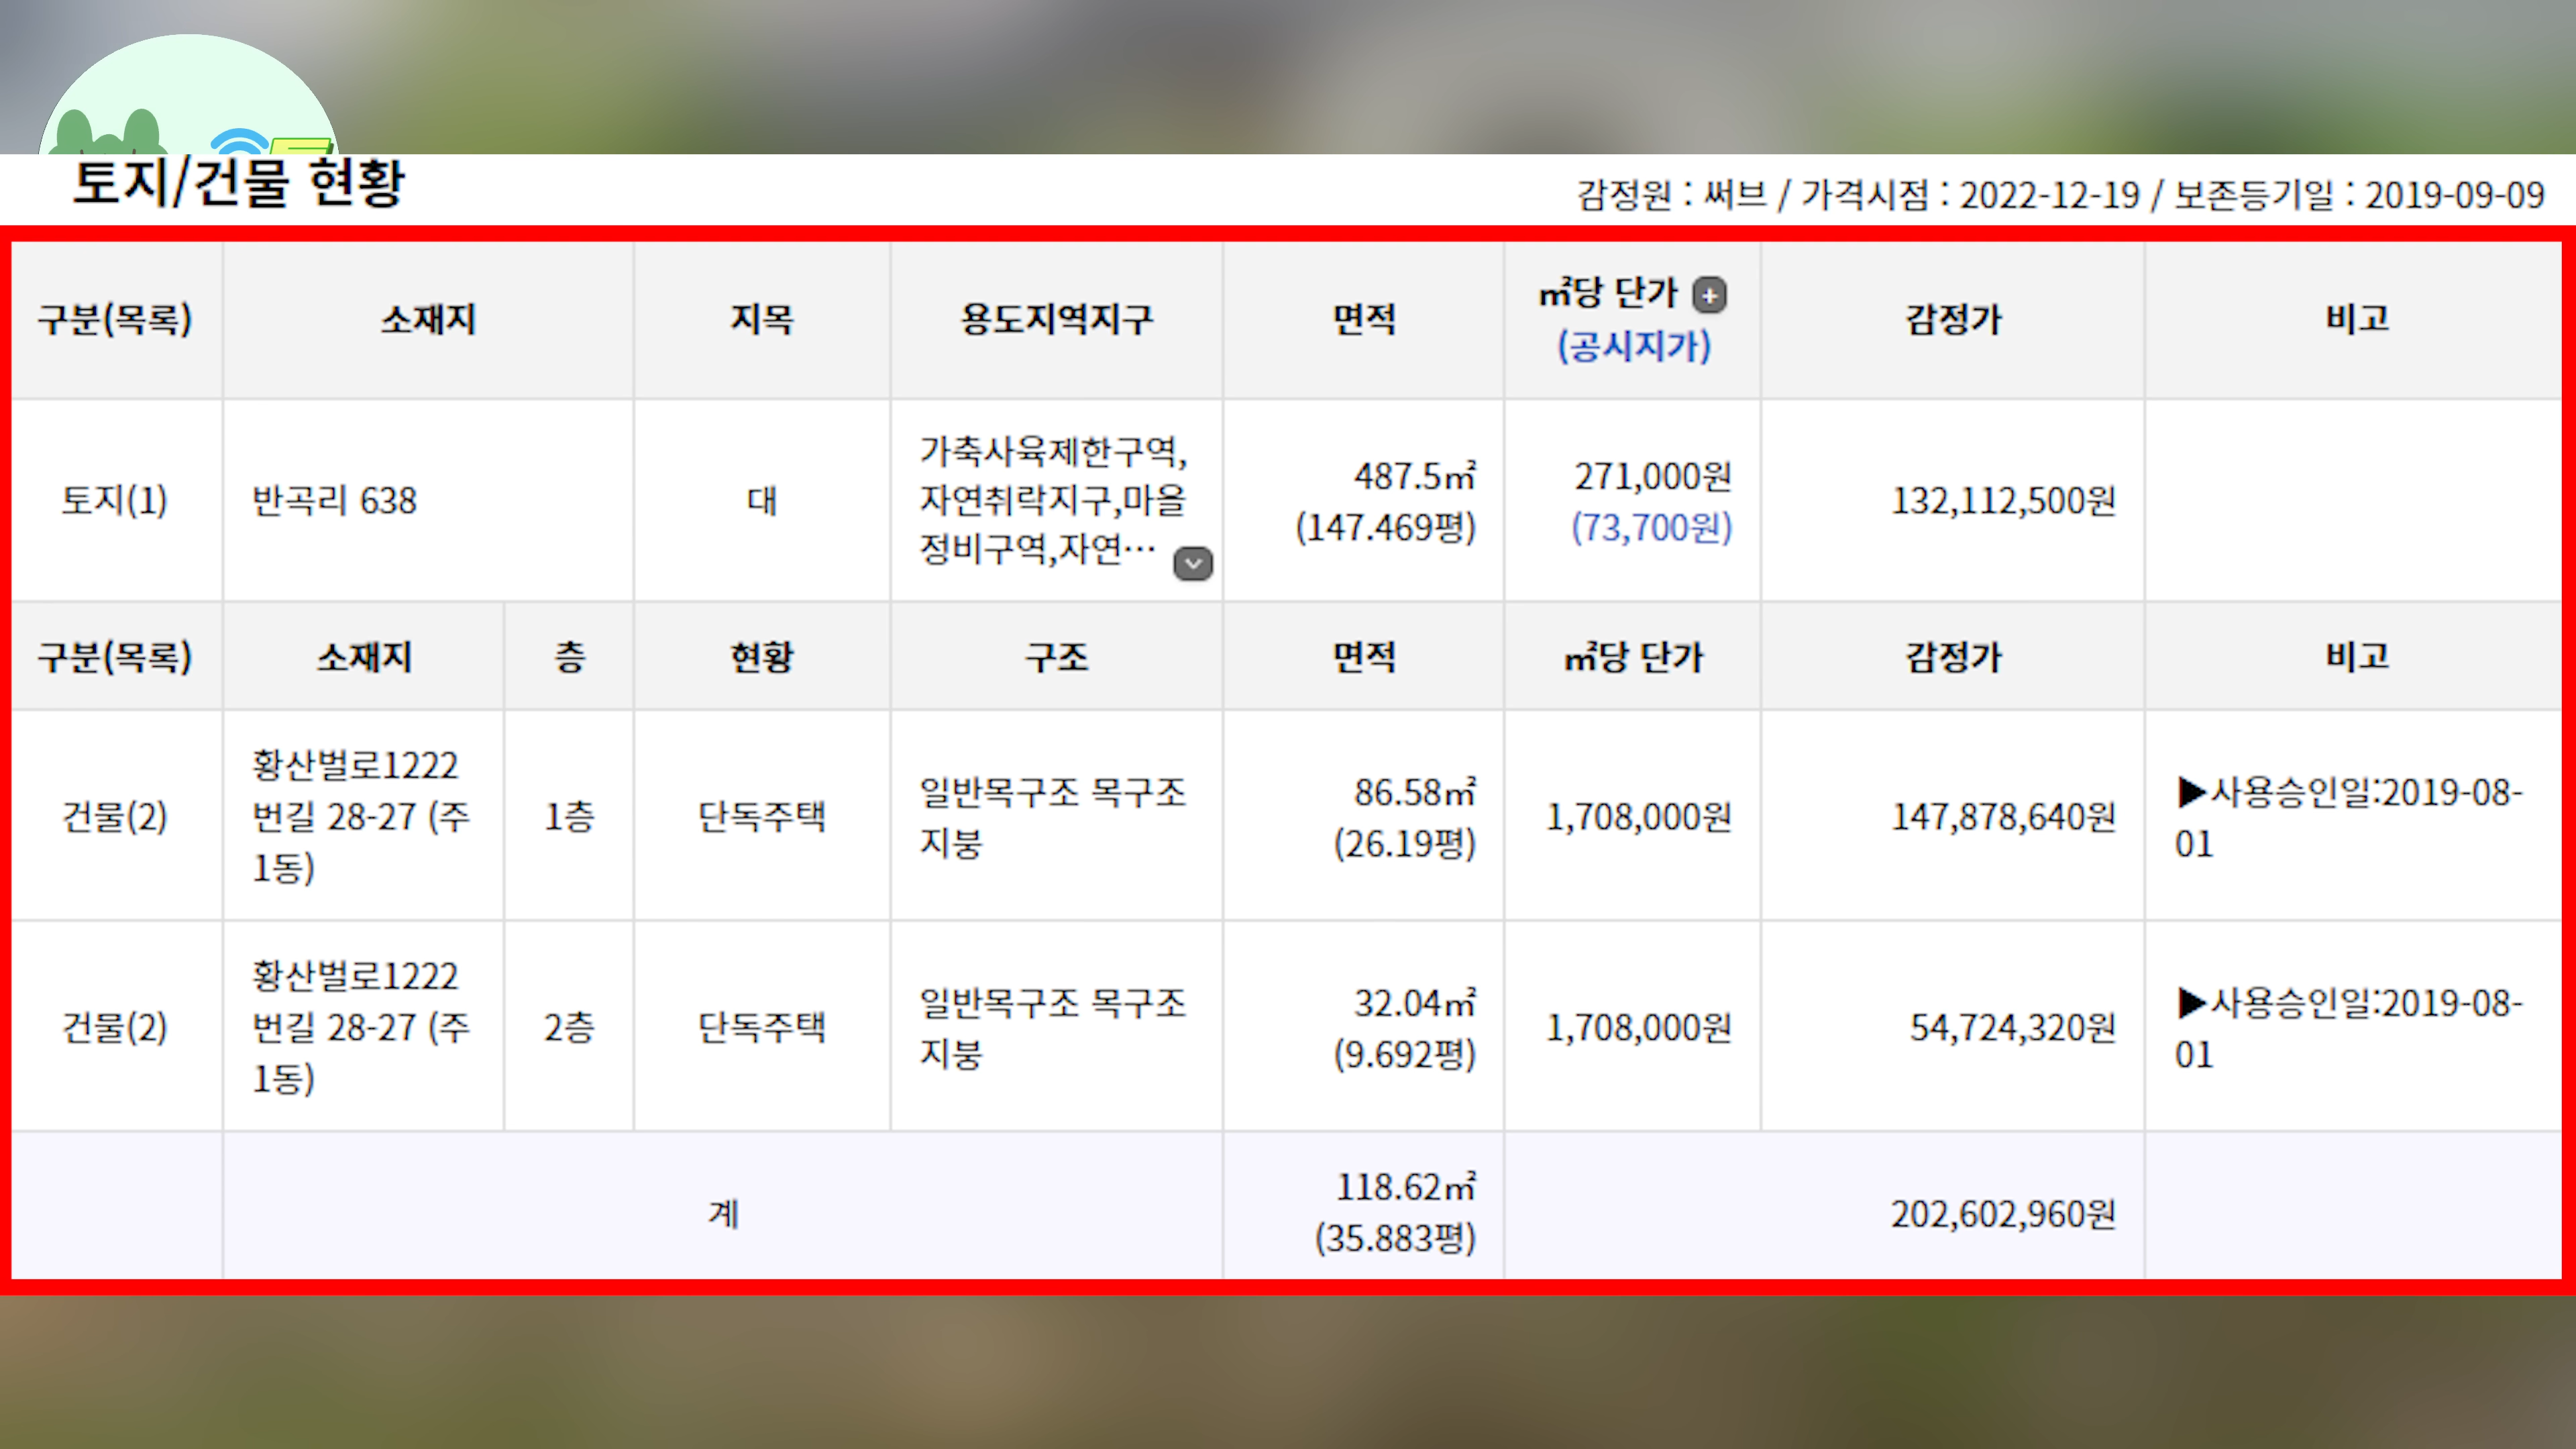 토지/건물 현황
감정원 : 써브 / 가격시점 : 2022-12-19 / 보존등기일 : 2019-09-09
구분(목록) 소재지 지목 용도지역지구 면적 ㎡당 단가 (공시지가) 감정가 비고
토지(1) 반곡리 638 대 가축사육제한구역, 자연취락지구,마을정비구역,자연… 487.5㎡ (147.469평) 271,000원 (73,700원) 132,112,500원
구분(목록) 소재지 층 현황 구조 면적 ㎡당 단가 감정가 비고
건물(2) 황산벌로1222번길 28-27 (주1동) 1층 단독주택 일반목구조 목구조지붕 86.58㎡ (26.19평) 1,708,000원 147,878,640원 ▶사용승인일:2019-08-01
건물(2) 황산벌로1222번길 28-27 (주1동) 2층 단독주택 일반목구조 목구조지붕 32.04㎡ (9.692평) 1,708,000원 54,724,320원 ▶사용승인일:2019-08-01
계 118.62㎡ (35.883평) 202,602,960원